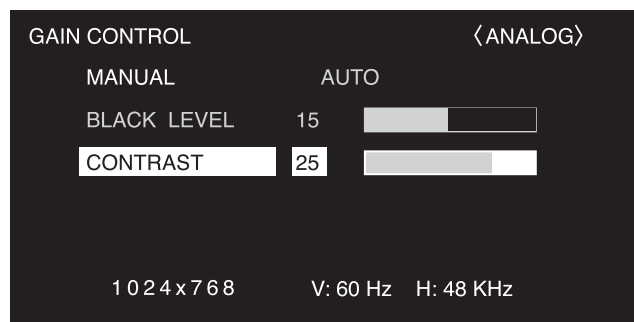 GAIN CONTROL 〈ANALOG〉
MANUAL AUTO
BLACK LEVEL 15
CONTRAST 25
1024x768 V: 60 Hz H: 48 KHz